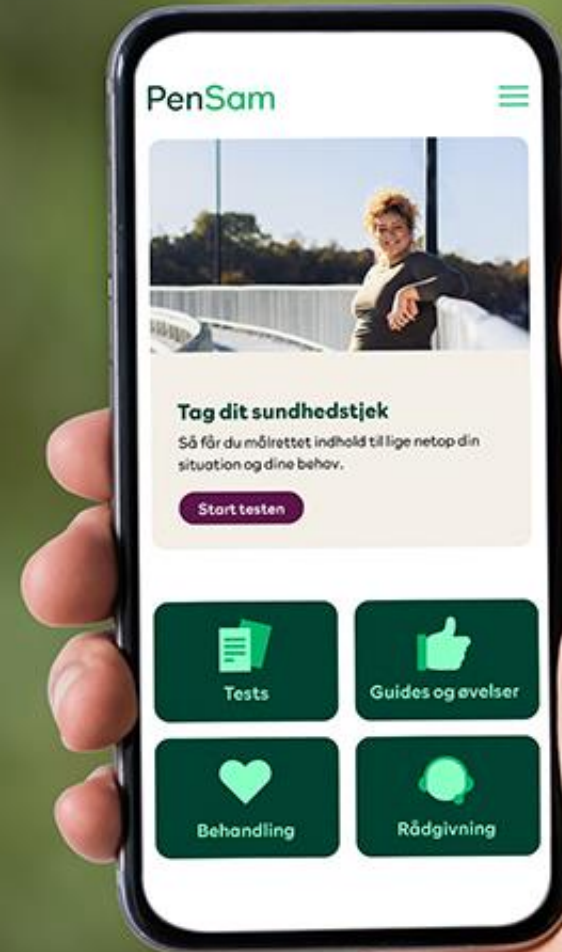 PenSam
Tag dit sundhedstjek
Så får du målrettet indhold til lige netop din
situation og dine behov.
Start testen
Tests
Guides og øvelser
Behandling
Rådgivning